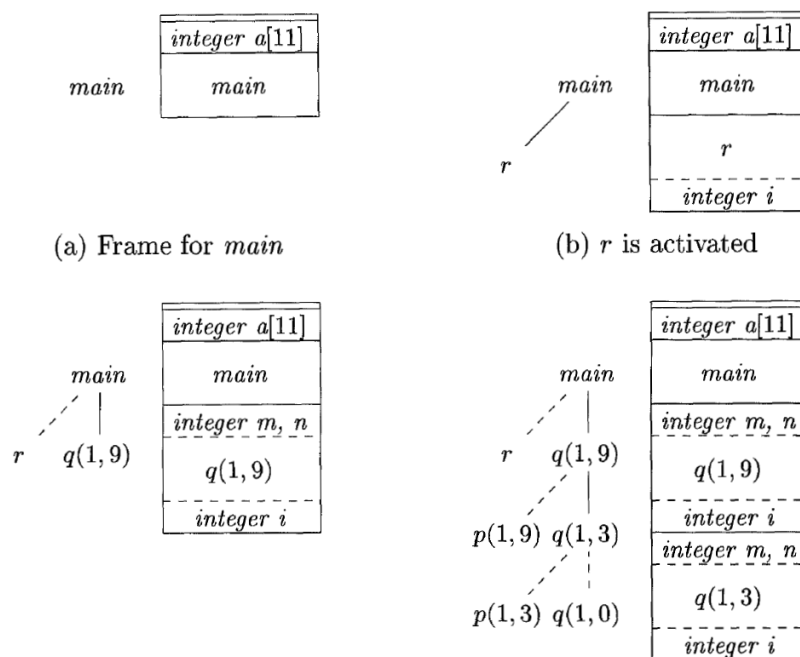 integer a[11]
main
main
(a) Frame for main
integer a[11]
main
main
r
r
integer i
(b) r is activated
integer a[11]
main
main
integer m, n
r
q(1,9)
q(1,9)
integer i
integer a[11]
main
main
integer m, n
r
q(1,9)
q(1,9)
integer i
p(1,9)
q(1,3)
integer m, n
q(1,3)
p(1,3)
q(1,0)
integer i